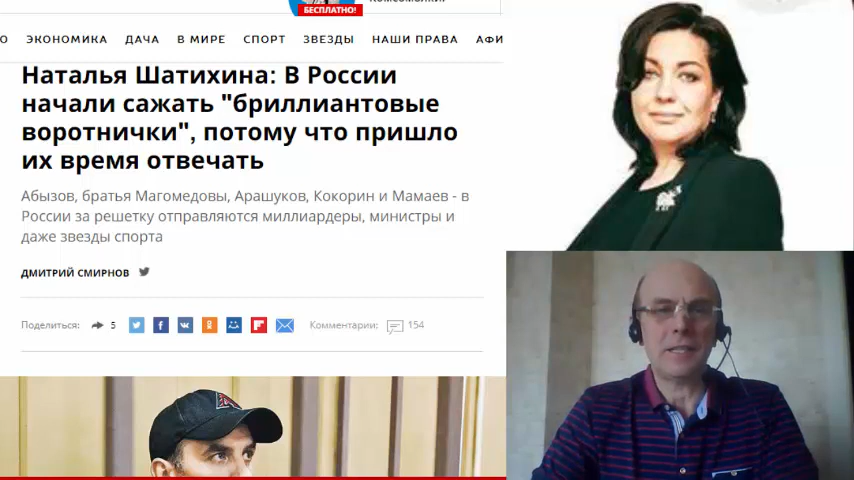 БЕСПЛАТНО!
ЭКОНОМИКА ДАЧА В МИРЕ СПОРТ ЗВЕЗДЫ НАШИ ПРАВА АФИ
Наталья Шатихина: В России
начали сажать "бриллиантовые
воротнички", потому что пришло
их время отвечать
Абызов, братья Магомедовы, Арашуков, Кокорин и Мамаев - в
России за решетку отправляются миллиардеры, министры и
даже звезды спорта
ДМИТРИЙ СМИРНОВ
Поделиться: 5 Комментарии: 154